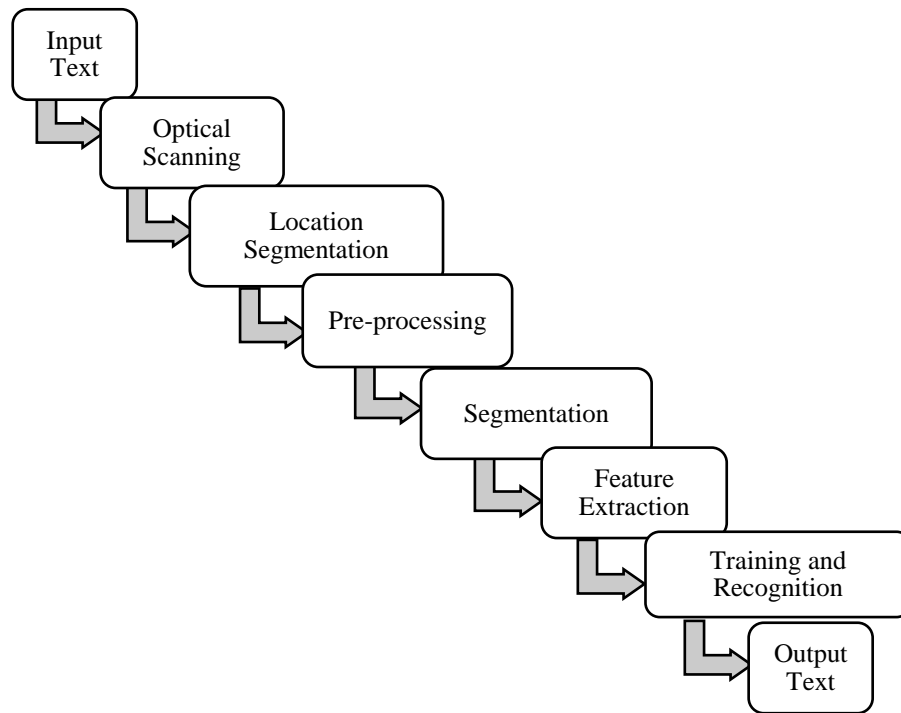 Input
Text
Optical
Scanning
Location
Segmentation
Pre-processing
Segmentation
Feature
Extraction
Training and
Recognition
Output
Text